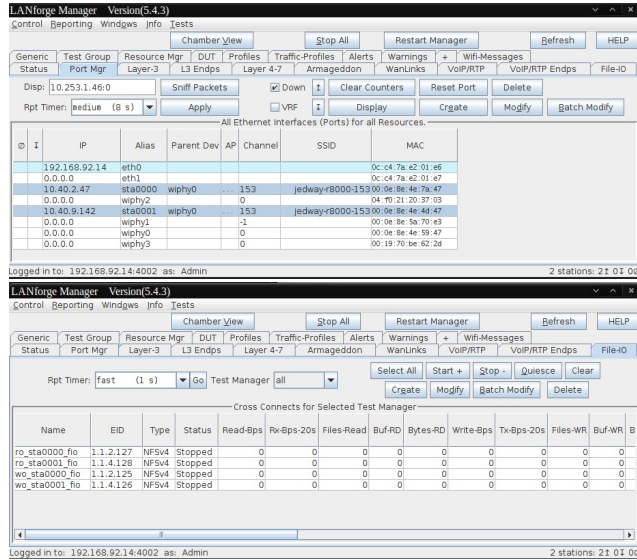 LANforge Manager Version(5.4.3)
Control Reporting Windows Info Tests
Chamber View Stop All Restart Manager Refresh HELP
Generic Test Group Resource Mgr DUT Profiles Traffic-Profiles Alerts Warnings + Wifi-Messages
Status Port Mgr Layer-3 L3 Endps Layer 4-7 Armageddon WanLinks VoIP/RTP VoIP/RTP Endps File-IO
Disp: 10.253.1.46:0 Sniff Packets Down Clear Counters Reset Port Delete
Rpt Timer: medium (8 s) Apply VRF Display Create Modify Batch Modify
All Ethernet Interfaces (Ports) for all Resources.
IP Alias Parent Dev AP Channel SSID MAC
192.168.92.14 eth0 0c:c4:7a:e2:01:e6
0.0.0.0 eth1 0c:c4:7a:e2:01:e7
10.40.2.47 sta0000 wiphy0 ... 153 jedway-r8000-153 00:0e:8e:4e:7a:47
0.0.0.0 wiphy2 0 04:f0:21:20:37:03
10.40.9.142 sta0001 wiphy0 ... 153 jedway-r8000-153 00:0e:8e:4e:4d:47
0.0.0.0 wiphy1 -1 00:0e:8e:5a:70:e3
0.0.0.0 wiphy0 0 00:0e:8e:4e:59:47
0.0.0.0 wiphy3 0 00:19:70:be:62:2d
Logged in to: 192.168.92.14:4002 as: Admin 2 stations: 2↥ 0↧
LANforge Manager Version(5.4.3)
Control Reporting Windows Info Tests
Chamber View Stop All Restart Manager Refresh HELP
Generic Test Group Resource Mgr DUT Profiles Traffic-Profiles Alerts Warnings + Wifi-Messages
Status Port Mgr Layer-3 L3 Endps Layer 4-7 Armageddon WanLinks VoIP/RTP VoIP/RTP Endps File-IO
Rpt Timer: fast (1 s) Go Test Manager all Select All Start + Stop - Quiesce Clear
Create Modify Batch Modify Delete
Cross Connects for Selected Test Manager
Name EID Type Status Read-Bps Rx-Bps-20s Files-Read Buf-RD Bytes-RD Write-Bps Tx-Bps-20s Files-WR Buf-WR B
ro_sta0000_fio 1.1.2.127 NFSv4 Stopped 0 0 0 0 0 0 0 0 0
ro_sta0001_fio 1.1.4.128 NFSv4 Stopped 0 0 0 0 0 0 0 0 0
wo_sta0000_fio 1.1.2.125 NFSv4 Stopped 0 0 0 0 0 0 0 0 0
wo_sta0001_fio 1.1.4.126 NFSv4 Stopped 0 0 0 0 0 0 0 0 0
Logged in to: 192.168.92.14:4002 as: Admin 2 stations: 2↥ 0↧